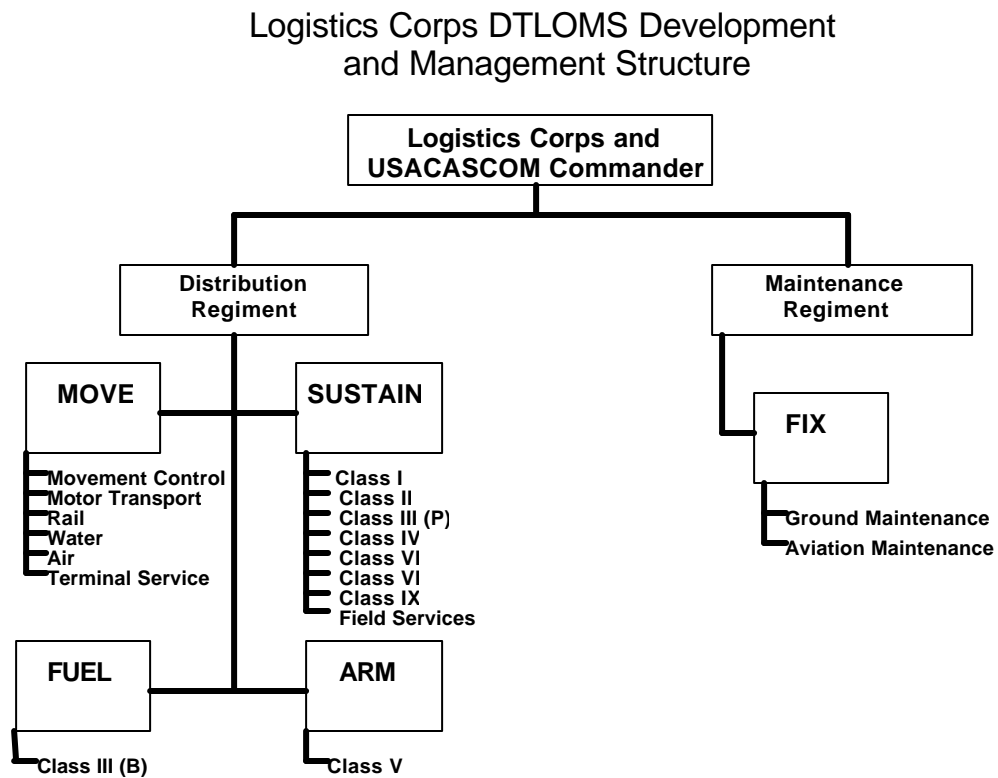 Logistics Corps DTLOMS Development
and Management Structure
Logistics Corps and
USACASCOM Commander
Distribution
Regiment
Maintenance
Regiment
MOVE
SUSTAIN
FIX
Movement Control
Motor Transport
Rail
Water
Air
Terminal Service
Class I
Class II
Class III (P)
Class IV
Class VI
Class VI
Class IX
Field Services
Ground Maintenance
Aviation Maintenance
FUEL
ARM
Class III (B)
Class V